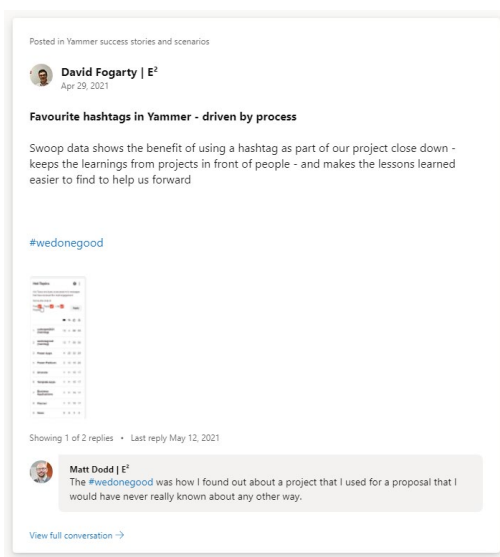 Posted in Yammer success stories and scenarios
David Fogarty | E²
Apr 29, 2021
Favourite hashtags in Yammer - driven by process
Swoop data shows the benefit of using a hashtag as part of our project close down -
keeps the learnings from projects in front of people - and makes the lessons learned
easier to find to help us forward
#wedonegood
Showing 1 of 2 replies • Last reply May 12, 2021
Matt Dodd | E²
The #wedonegood was how I found out about a project that I used for a proposal that I
would have never really known about any other way.
View full conversation →